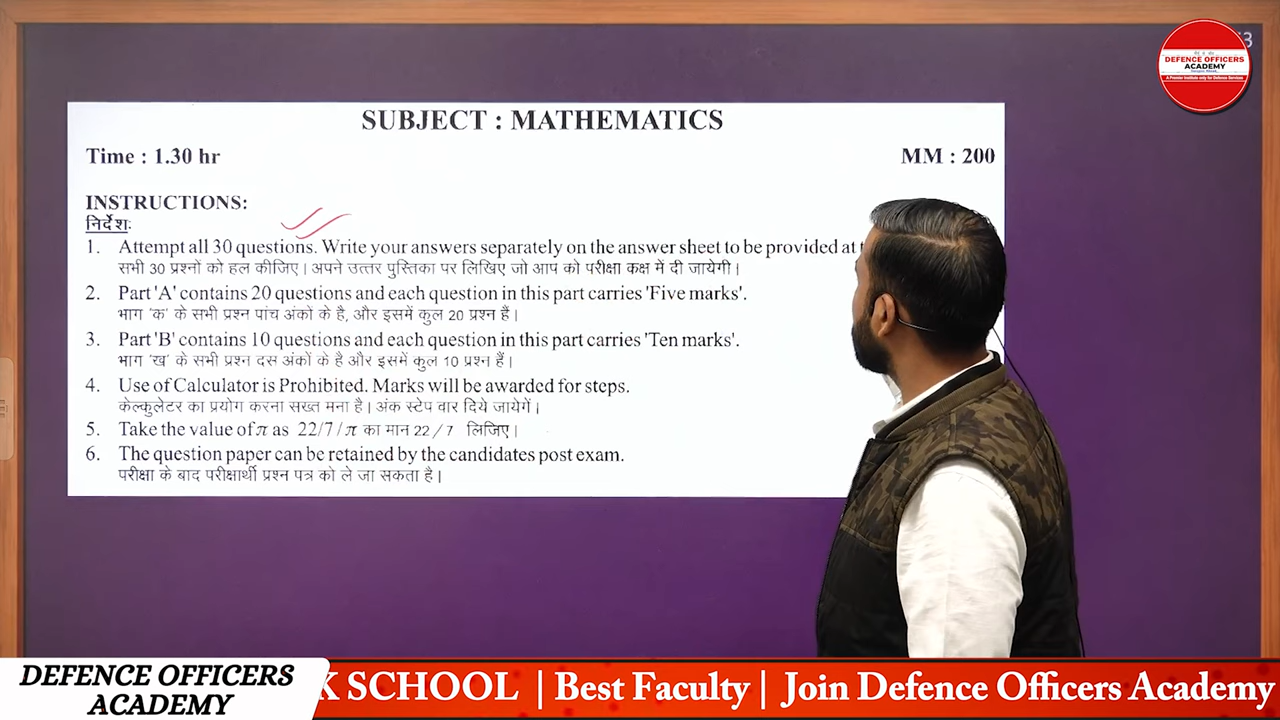 DEFENCE OFFICERS
ACADEMY
A Premier Institute only for Defence Services
SUBJECT : MATHEMATICS
Time : 1.30 hr
MM : 200
INSTRUCTIONS:
निर्देश:
1. Attempt all 30 questions. Write your answers separately on the answer sheet to be provided at
सभी 30 प्रश्नों को हल कीजिए। अपने उत्तर पुस्तिका पर लिखिए जो आप को परीक्षा कक्ष में दी जायेगी।
2. Part 'A' contains 20 questions and each question in this part carries 'Five marks'.
भाग 'क' के सभी प्रश्न पांच अंको के है, और इसमें कुल 20 प्रश्न हैं।
3. Part 'B' contains 10 questions and each question in this part carries 'Ten marks'.
भाग 'ख' के सभी प्रश्न दस अंकों के है और इसमें कुल 10 प्रश्न हैं।
4. Use of Calculator is Prohibited. Marks will be awarded for steps.
केल्कुलेटर का प्रयोग करना सख्त मना है। अंक स्टेप वार दिये जायेगें।
5. Take the value of π as 22/7/π का मान 22/7 लिजिए।
6. The question paper can be retained by the candidates post exam.
परीक्षा के बाद परीक्षार्थी प्रश्न पत्र को ले जा सकता है।
DEFENCE OFFICERS
ACADEMY
K SCHOOL | Best Faculty | Join Defence Officers Academy